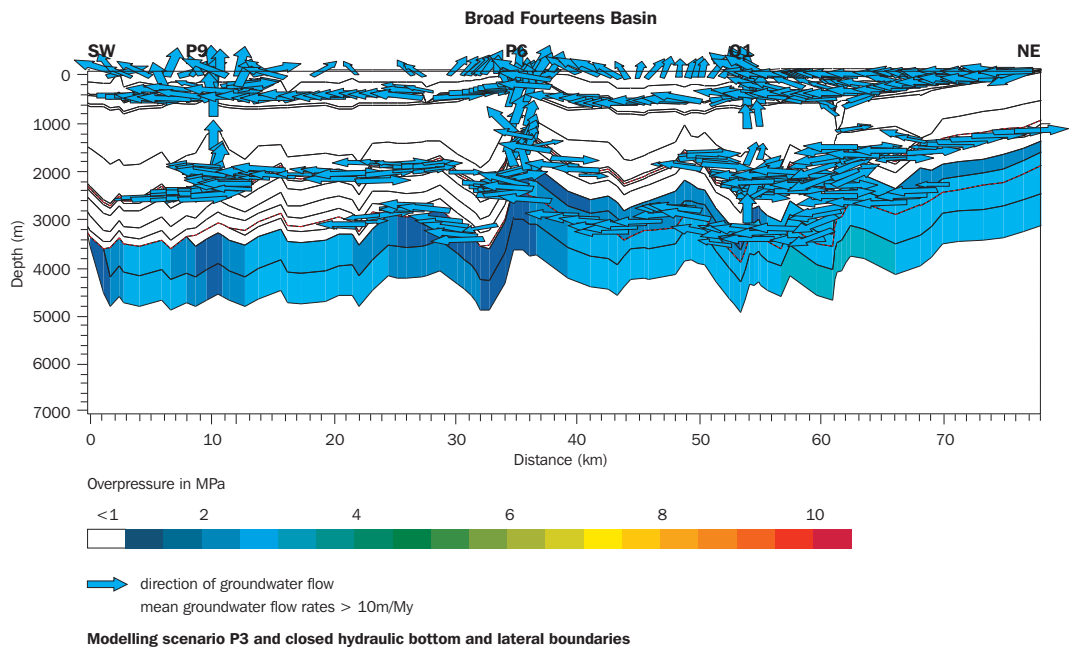 Broad Fourteens Basin
SW P9 P6 Q1 NE
0
1000
2000
3000
4000
5000
6000
7000
Depth (m)
0 10 20 30 40 50 60 70
Distance (km)
Overpressure in MPa
<1 2 4 6 8 10
direction of groundwater flow
mean groundwater flow rates > 10m/My
Modelling scenario P3 and closed hydraulic bottom and lateral boundaries